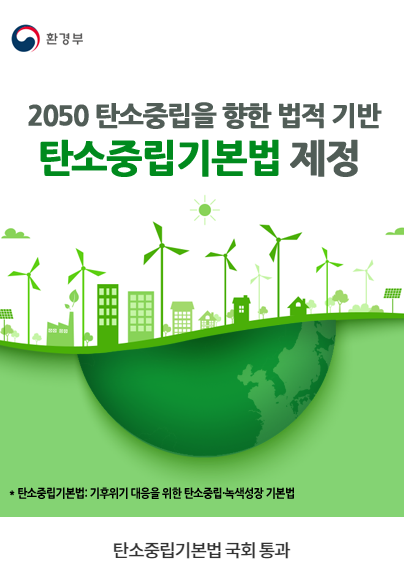 환경부
2050 탄소중립을 향한 법적 기반
탄소중립기본법 제정
* 탄소중립기본법: 기후위기 대응을 위한 탄소중립·녹색성장 기본법
탄소중립기본법 국회 통과